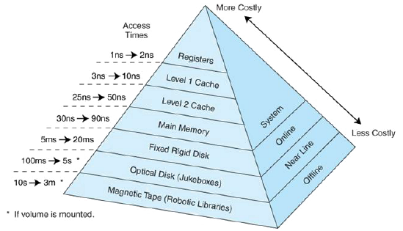 More Costly
Access
Times
1ns → 2ns
Registers
3ns → 10ns
Level 1 Cache
25ns → 50ns
Level 2 Cache
30ns → 90ns
Main Memory
5ms → 20ms
Fixed Rigid Disk
100ms → 5s *
Optical Disk (Jukeboxes)
10s → 3m *
Magnetic Tape (Robotic Libraries)
System
Online
Near Line
Offline
Less Costly
* If volume is mounted.